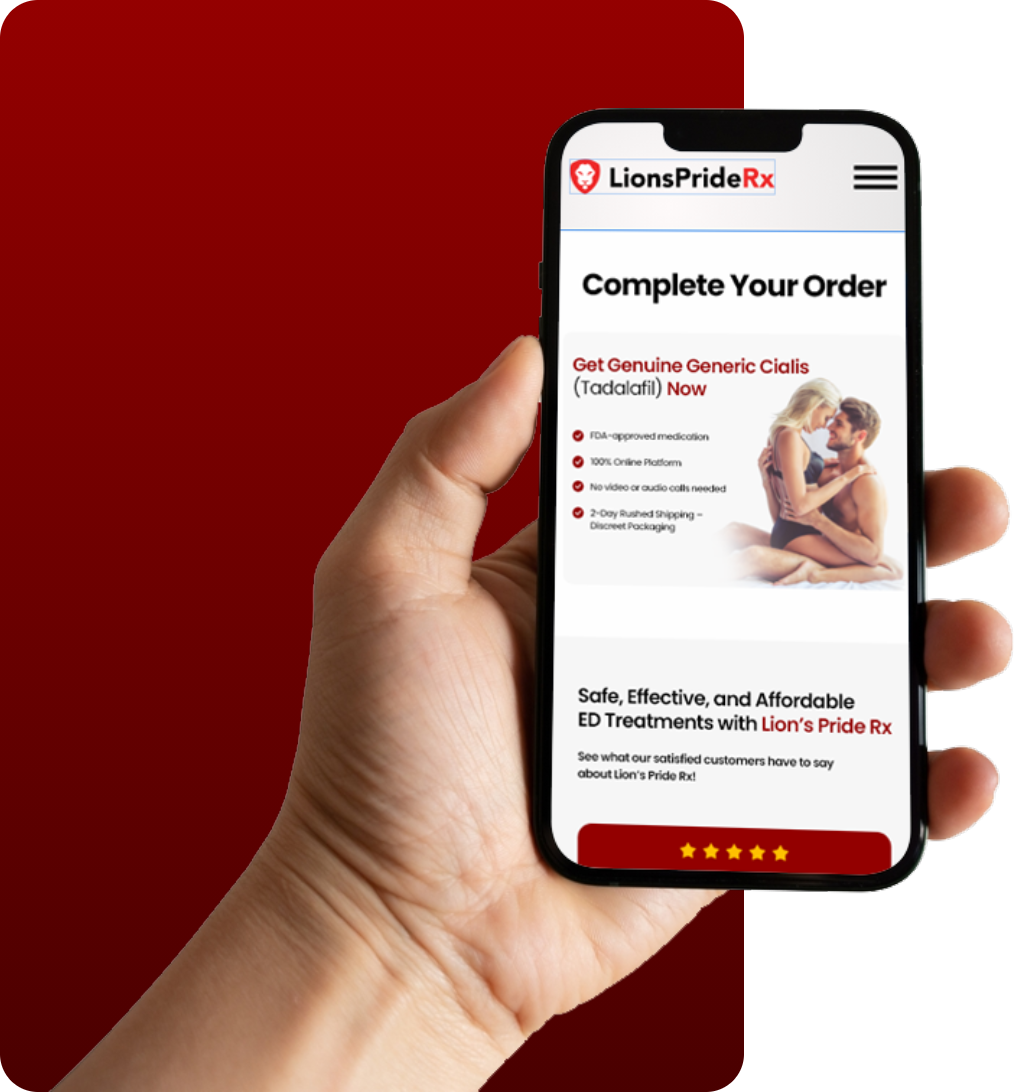 LionsPrideRx
Complete Your Order
Get Genuine Generic Cialis
(Tadalafil) Now
FDA-approved medication
100% Online Platform
No video or audio calls needed
2-Day Rushed Shipping –
Discreet Packaging
Safe, Effective, and Affordable
ED Treatments with Lion’s Pride Rx
See what our satisfied customers have to say
about Lion’s Pride Rx!